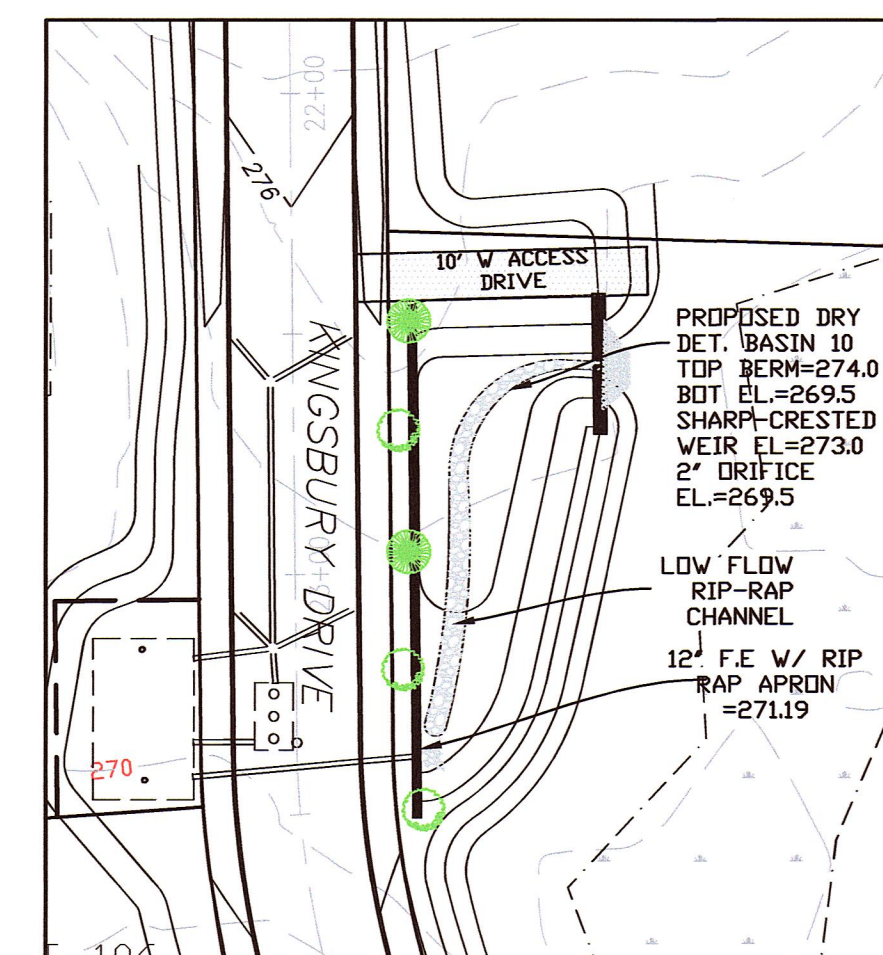 22+00
276
10' W ACCESS
DRIVE
KINGSBURY DRIVE
PROPOSED DRY
DET. BASIN 10
TOP BERM=274.0
BOT EL.=269.5
SHARP-CRESTED
WEIR EL=273.0
2" ORIFICE
EL.=269.5
LOW FLOW
RIP-RAP
CHANNEL
12" F.E W/ RIP
RAP APRON
=271.19
270